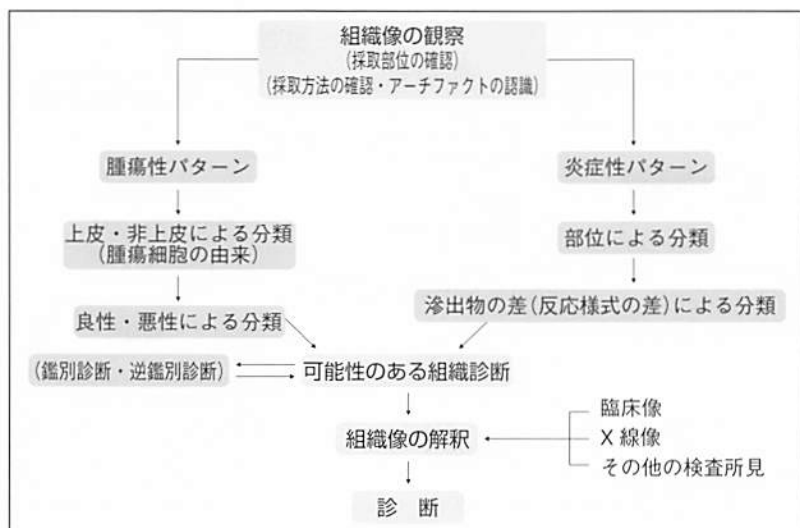 組織像の観察
(採取部位の確認)
(採取方法の確認・アーチファクトの認識)
腫瘍性パターン
炎症性パターン
上皮・非上皮による分類
(腫瘍細胞の由来)
部位による分類
良性・悪性による分類
滲出物の差(反応様式の差)による分類
(鑑別診断・逆鑑別診断)
可能性のある組織診断
組織像の解釈
臨床像
X 線像
その他の検査所見
診 断